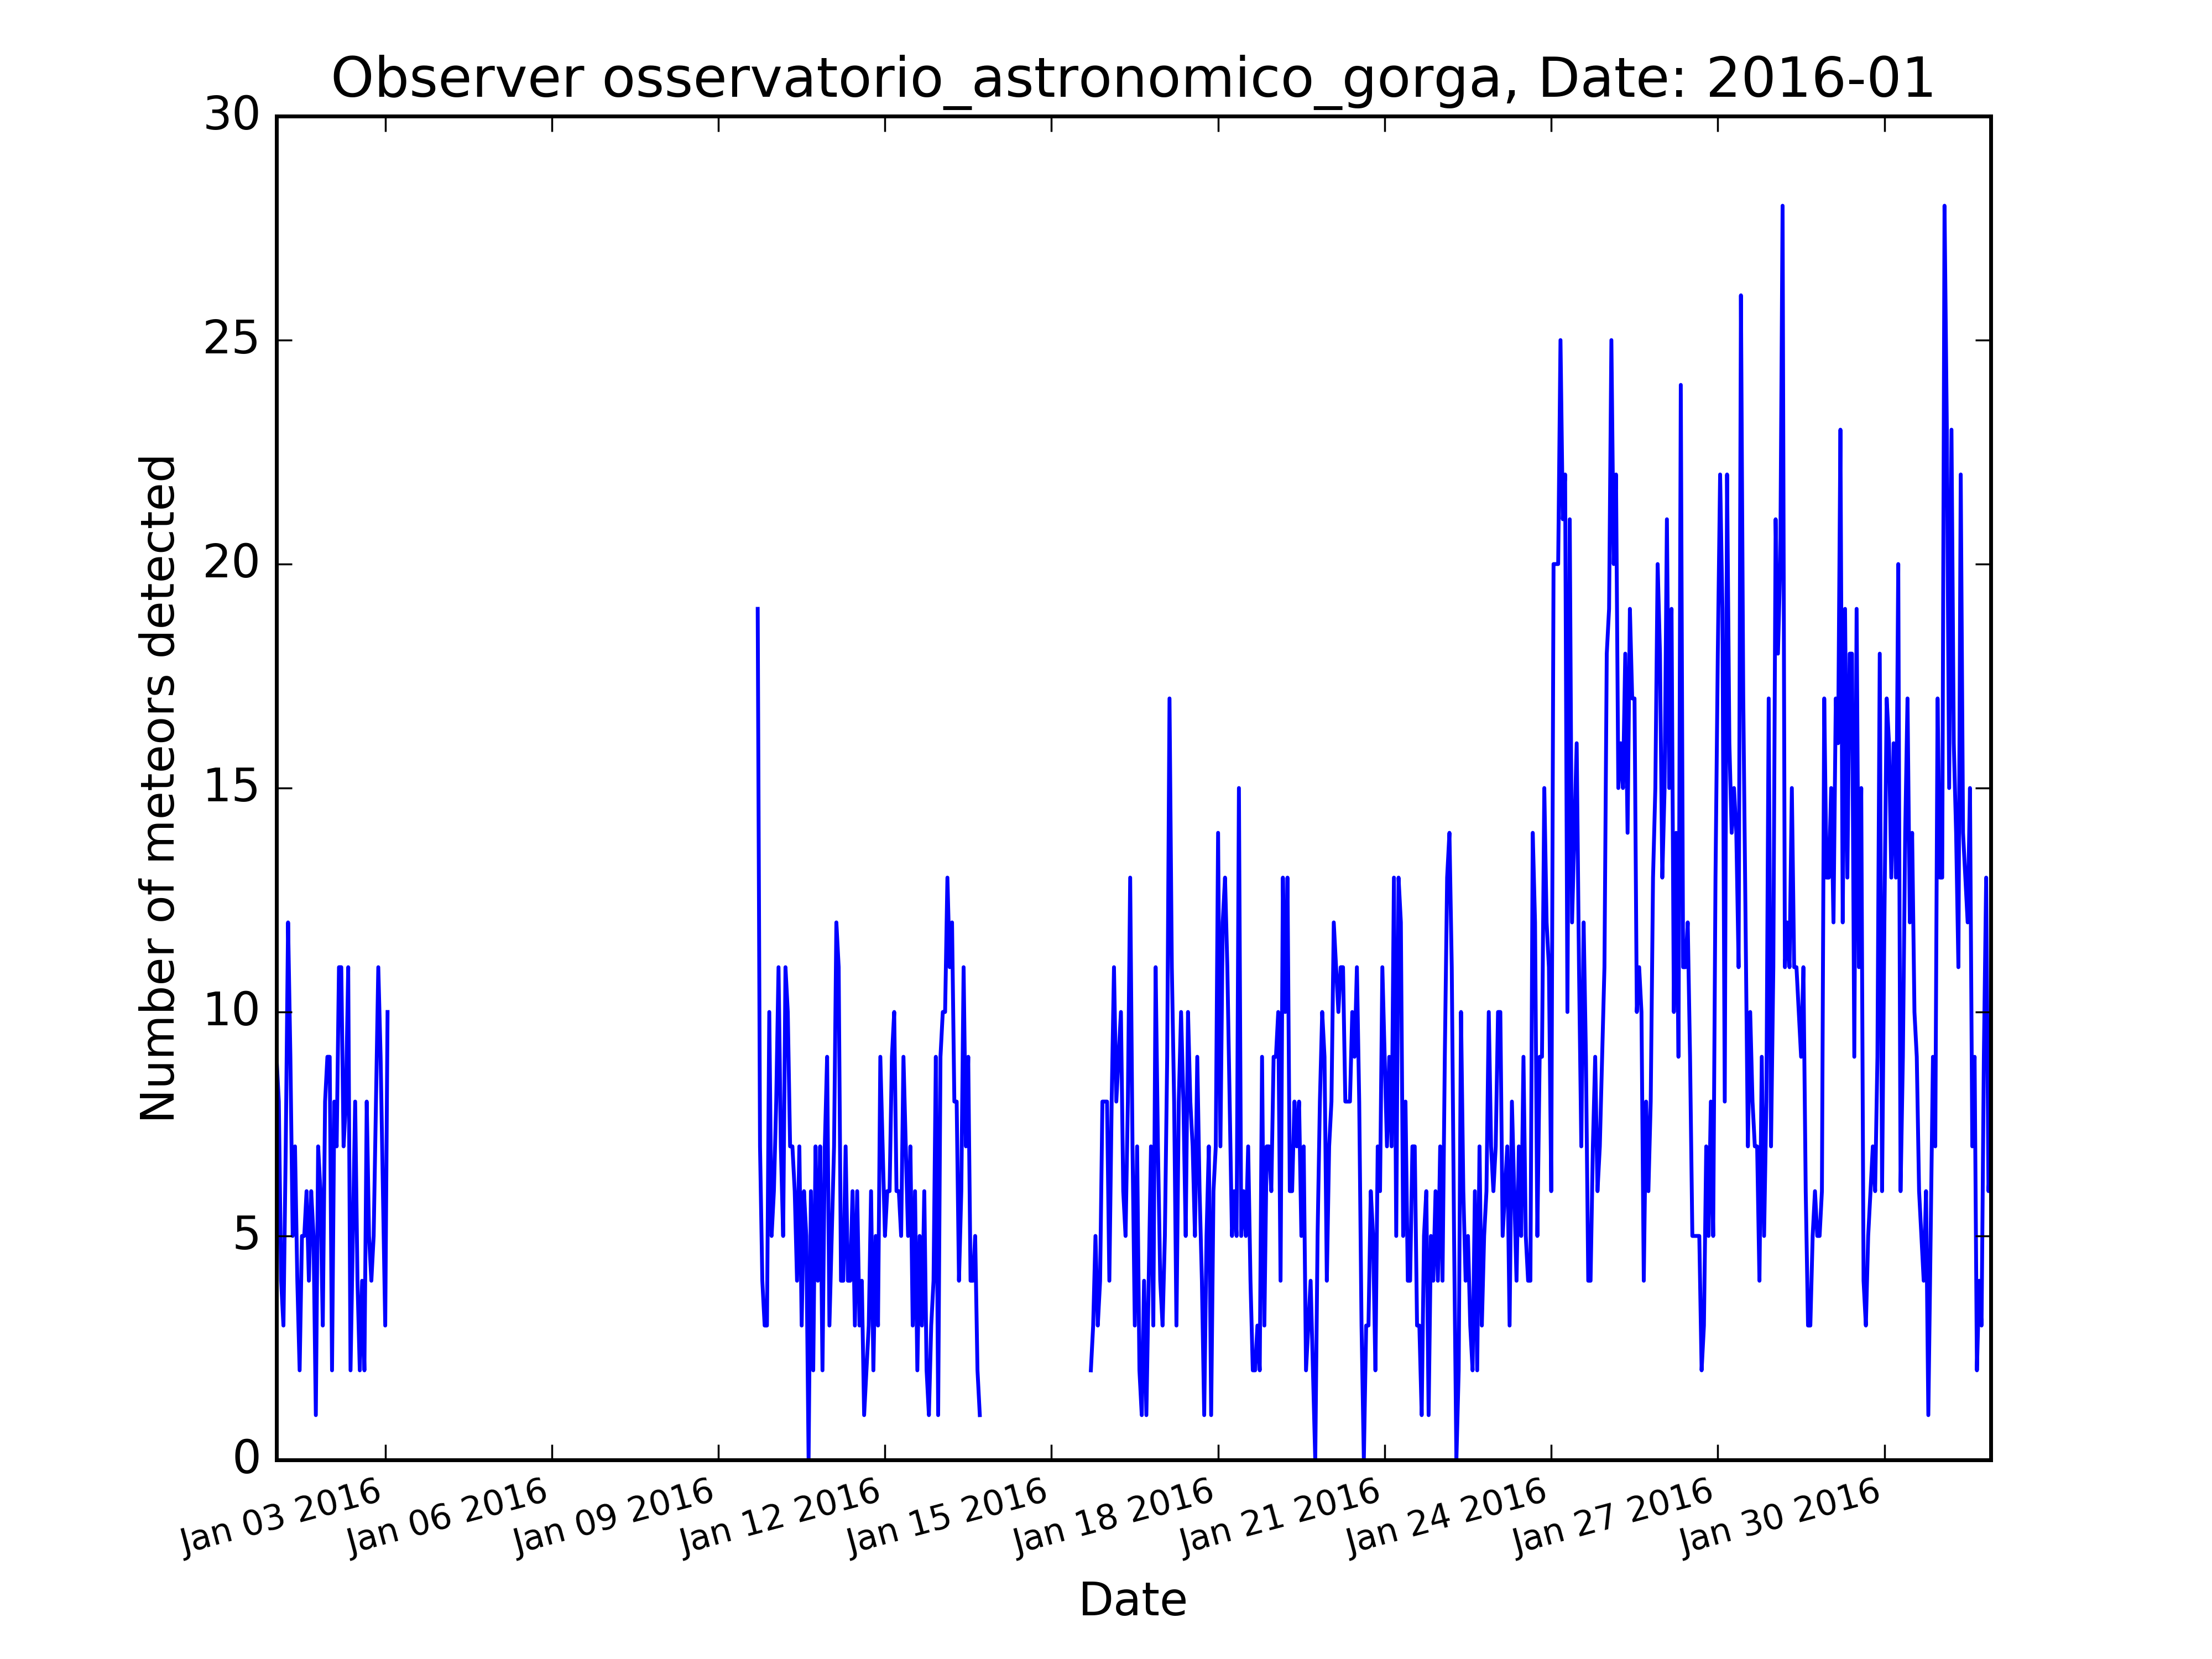 Observer osservatorio_astronomico_gorga, Date: 2016-01
Number of meteors detected
30
25
20
15
10
5
0
Jan 03 2016
Jan 06 2016
Jan 09 2016
Jan 12 2016
Jan 15 2016
Jan 18 2016
Jan 21 2016
Jan 24 2016
Jan 27 2016
Jan 30 2016
Date